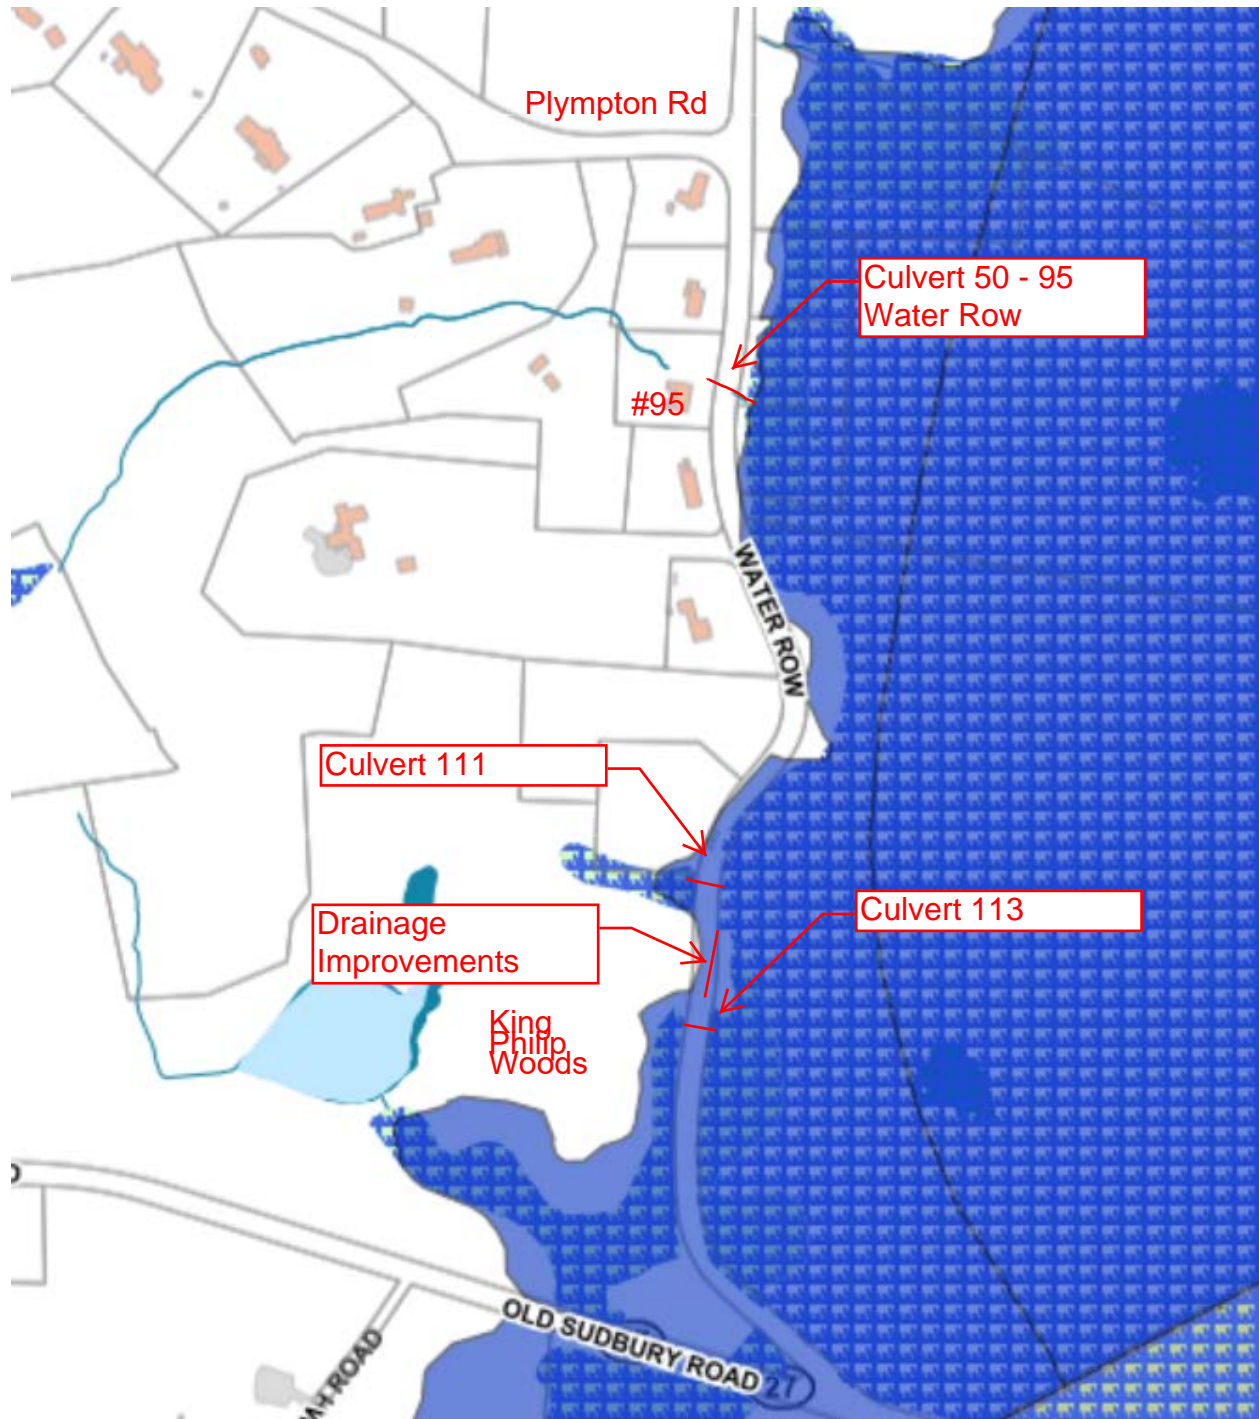 Plympton Rd
Culvert 50 - 95
Water Row
#95
WATER ROW
Culvert 111
Culvert 113
Drainage
Improvements
King
Philip
Woods
OLD SUDBURY ROAD 27
ROAD